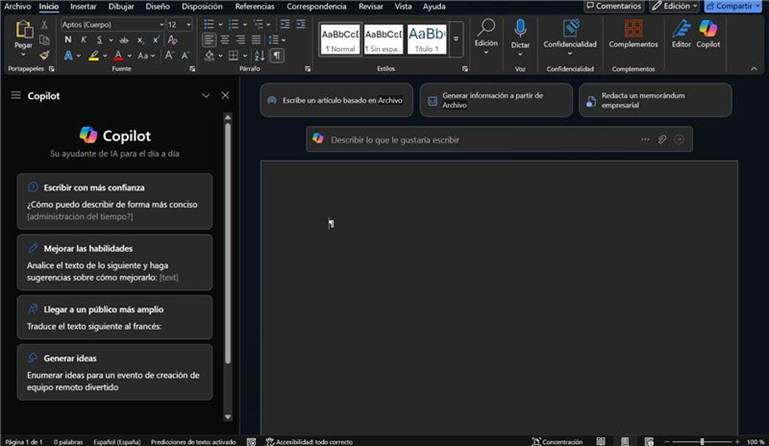 Archivo Inicio Insertar Dibujar Disposición Referencias Correspondencia Revisar Vista Ayuda Comentarios Edición Compartir
Aptos (Cuerpo) 12
Pegar
N K S ab x₂ x² A
A A A Aa
AaBbCcD AaBbCcD AaBb
1 Normal 1 Sin espa... Título 1
Edición Dictar Confidencialidad Complementos Editor Copilot
Portapapeles Fuente Párrafo Estilos Voz Confidencialidad Complementos
Copilot
Copilot
Su ayudante de IA para el día a día
Escribir con más confianza
¿Cómo puedo describir de forma más conciso
[administración del tiempo?]
Mejorar las habilidades
Analice el texto de lo siguiente y haga
sugerencias sobre cómo mejorarlo: [text]
Llegar a un público más amplio
Traduce el texto siguiente al francés:
Generar ideas
Enumerar ideas para un evento de creación de
equipo remoto divertido
Escribe un artículo basado en Archivo
Generar información a partir de
Archivo
Redacta un memorándum
empresarial
Describir lo que le gustaría escribir
¶
Página 1 de 1 0 palabras Español (España) Predicciones de texto: activado Accesibilidad: todo correcto Concentración 100 %